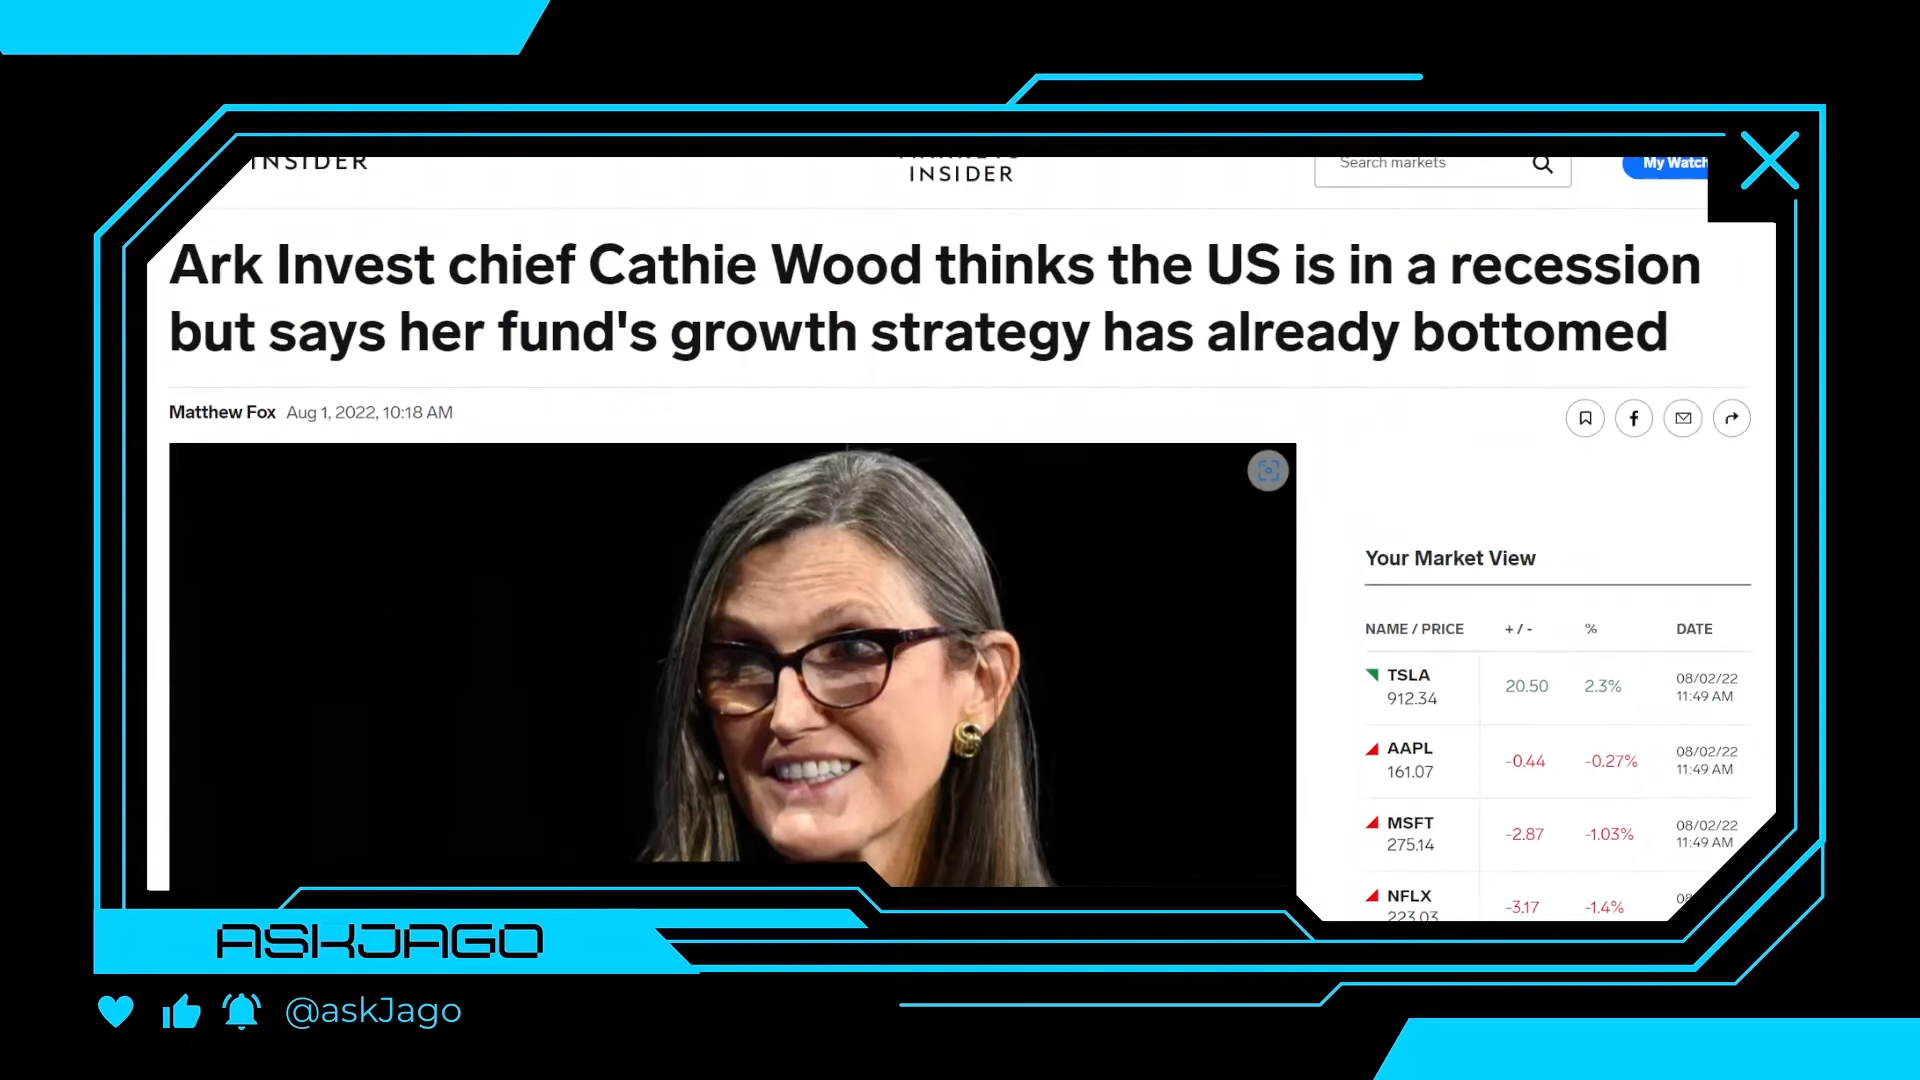 INSIDER
MARKETS
INSIDER
Search markets
My Watch
Ark Invest chief Cathie Wood thinks the US is in a recession
but says her fund's growth strategy has already bottomed
Matthew Fox Aug 1, 2022, 10:18 AM
Your Market View
NAME / PRICE + / - % DATE
TSLA 20.50 2.3% 08/02/22
912.34 11:49 AM
AAPL -0.44 -0.27% 08/02/22
161.07 11:49 AM
MSFT -2.87 -1.03% 08/02/22
275.14 11:49 AM
NFLX -3.17 -1.4% 08
223.03
ASKJAGO
@askJago